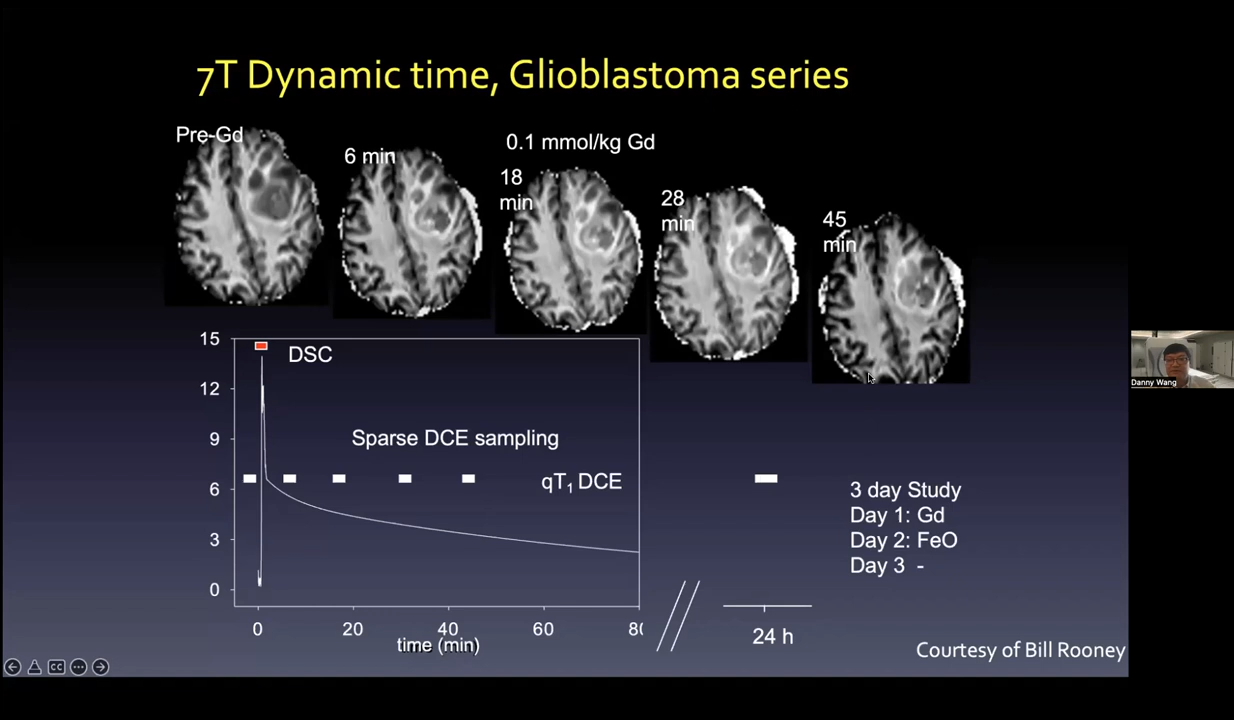 7T Dynamic time, Glioblastoma series
Pre-Gd
6 min
0.1 mmol/kg Gd
18
min
28
min
45
min
15
12
9
6
3
0
DSC
Sparse DCE sampling
qT1 DCE
0
20
40
60
80
time (min)
24 h
3 day Study
Day 1: Gd
Day 2: FeO
Day 3 -
Courtesy of Bill Rooney
CC
Danny Wang